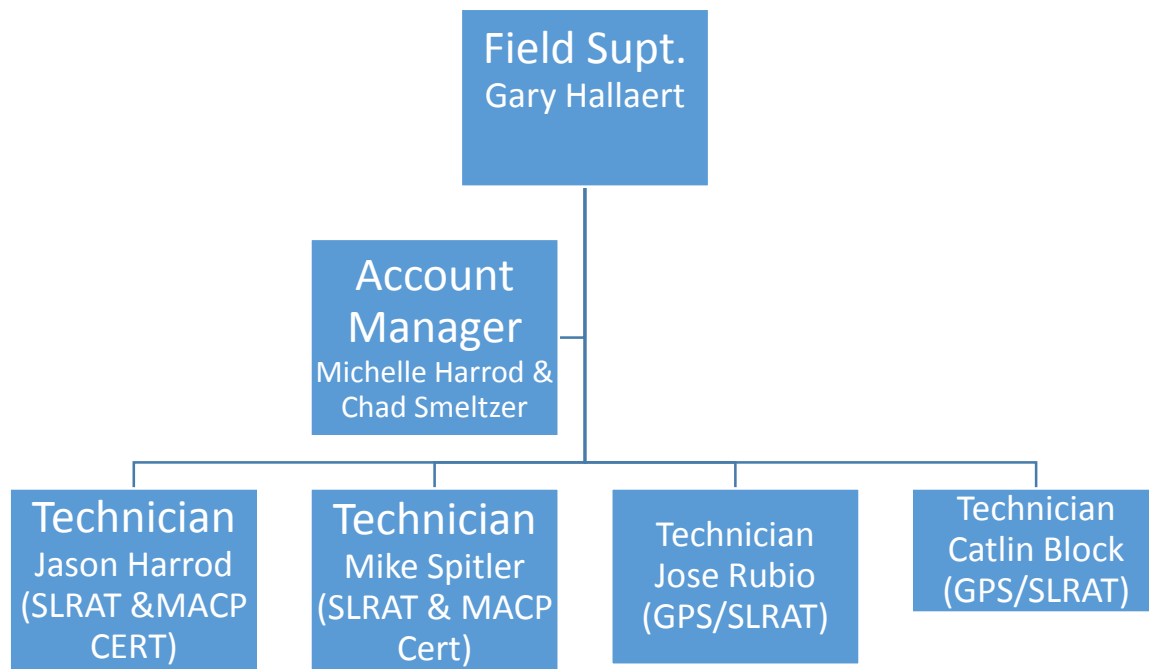 Field Supt.
Gary Hallaert
Account
Manager
Michelle Harrod &
Chad Smeltzer
Technician
Jason Harrod
(SLRAT &MACP
CERT)
Technician
Mike Spitler
(SLRAT & MACP
Cert)
Technician
Jose Rubio
(GPS/SLRAT)
Technician
Catlin Block
(GPS/SLRAT)